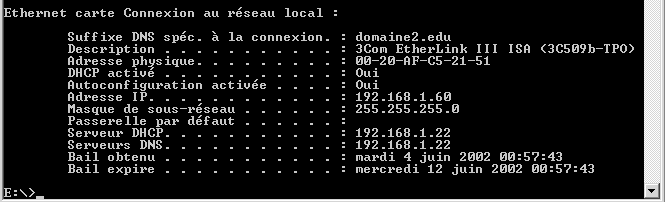 Ethernet carte Connexion au réseau local :
Suffixe DNS spéc. à la connexion. : domaine2.edu
Description . . . . . . . . . . . : 3Com EtherLink III ISA (3C509b-TPO)
Adresse physique. . . . . . . . . : 00-20-AF-C5-21-51
DHCP activé . . . . . . . . . . . : Oui
Autoconfiguration activée . . . . : Oui
Adresse IP. . . . . . . . . . . . : 192.168.1.60
Masque de sous-réseau . . . . . . : 255.255.255.0
Passerelle par défaut . . . . . . :
Serveur DHCP. . . . . . . . . . . : 192.168.1.22
Serveurs DNS. . . . . . . . . . . : 192.168.1.22
Bail obtenu . . . . . . . . . . . : mardi 4 juin 2002 00:57:43
Bail expire . . . . . . . . . . . : mercredi 12 juin 2002 00:57:43
E:\>_